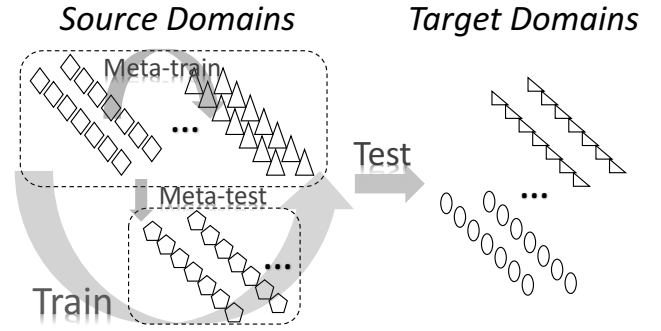 Source Domains
Target Domains
Meta-train
...
Test
Meta-test
...
...
Train